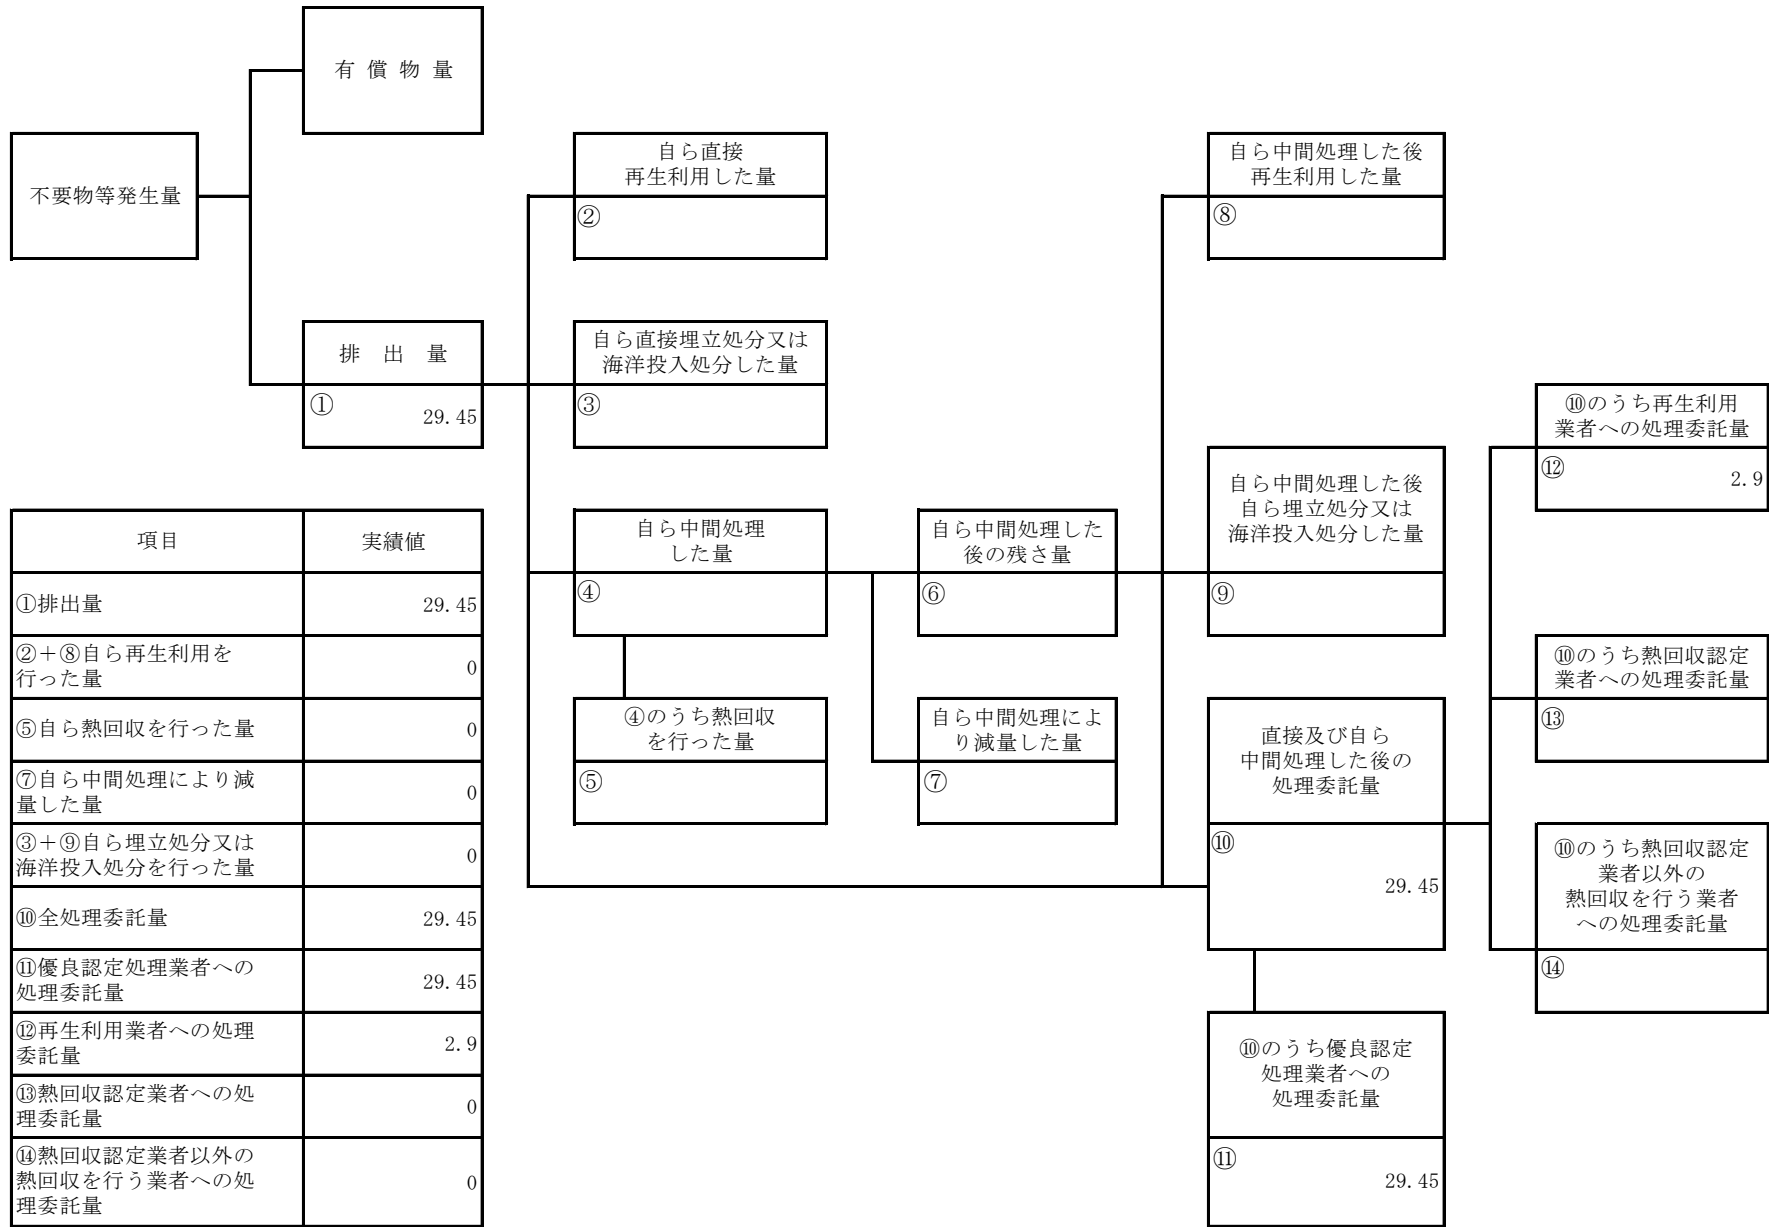 有 償 物 量
不要物等発生量
自ら直接
再生利用した量
②
自ら中間処理した後
再生利用した量
⑧
排 出 量
①
29.45
自ら直接埋立処分又は
海洋投入処分した量
③
⑩のうち再生利用
業者への処理委託量
⑫
2.9
自ら中間処理
した量
④
自ら中間処理した
後の残さ量
⑥
自ら中間処理した後
自ら埋立処分又は
海洋投入処分した量
⑨
④のうち熱回収
を行った量
⑤
自ら中間処理によ
り減量した量
⑦
直接及び自ら
中間処理した後の
処理委託量
⑩
29.45
⑩のうち熱回収認定
業者への処理委託量
⑬
⑩のうち熱回収認定
業者以外の
熱回収を行う業者
への処理委託量
⑭
⑩のうち優良認定
処理業者への
処理委託量
⑪
29.45
項目 実績値
①排出量 29.45
②+⑧自ら再生利用を
行った量 0
⑤自ら熱回収を行った量 0
⑦自ら中間処理により減
量した量 0
③+⑨自ら埋立処分又は
海洋投入処分を行った量 0
⑩全処理委託量 29.45
⑪優良認定処理業者への
処理委託量 29.45
⑫再生利用業者への処理
委託量 2.9
⑬熱回収認定業者への処
理委託量 0
⑭熱回収認定業者以外の
熱回収を行う業者への処
理委託量 0